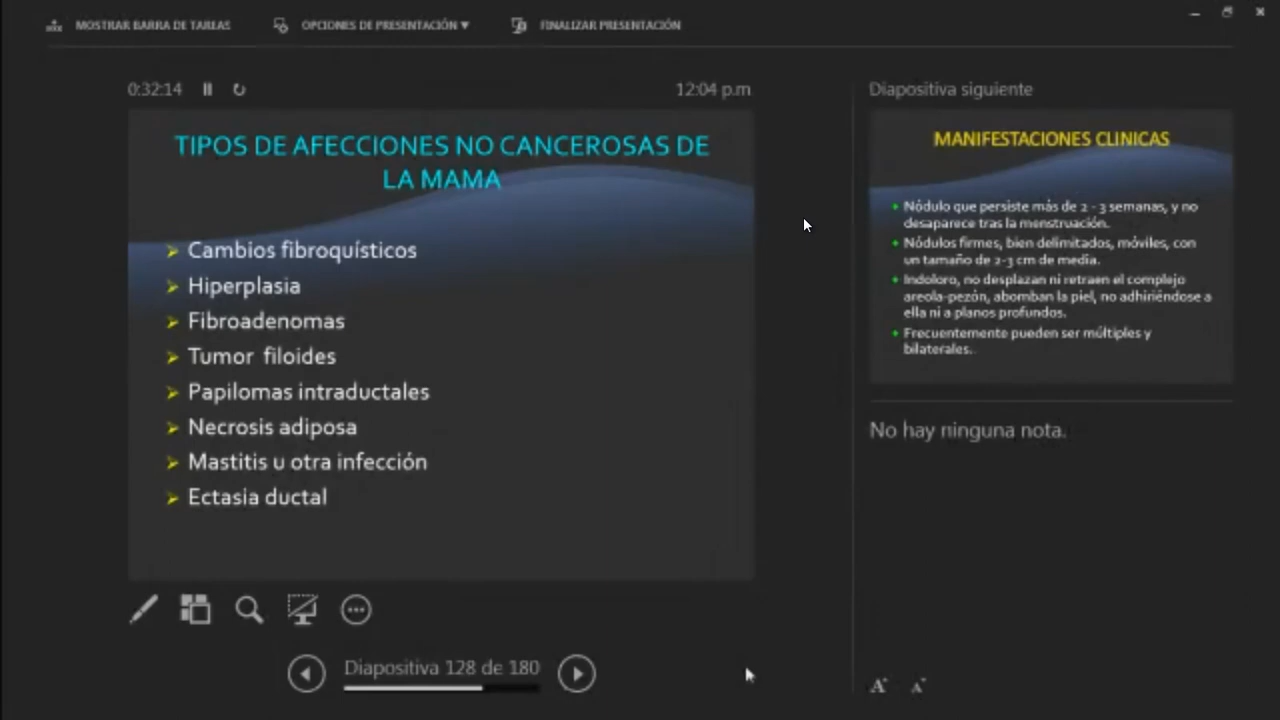 MOSTRAR BARRA DE TAREAS
OPCIONES DE PRESENTACIÓN
FINALIZAR PRESENTACIÓN
0:32:14
12:04 p.m
TIPOS DE AFECCIONES NO CANCEROSAS DE
LA MAMA
Cambios fibroquísticos
Hiperplasia
Fibroadenomas
Tumor filoides
Papilomas intraductales
Necrosis adiposa
Mastitis u otra infección
Ectasia ductal
Diapositiva 128 de 180
Diapositiva siguiente
MANIFESTACIONES CLINICAS
Nódulo que persiste más de 2 - 3 semanas, y no
desaparece tras la menstruación.
Nódulos firmes, bien delimitados, móviles, con
un tamaño de 2-3 cm de media.
Indoloro, no desplazan ni retraen el complejo
areola-pezón, abomban la piel, no adhiriéndose a
ella ni a planos profundos.
Frecuentemente pueden ser múltiples y
bilaterales.
No hay ninguna nota.
A A